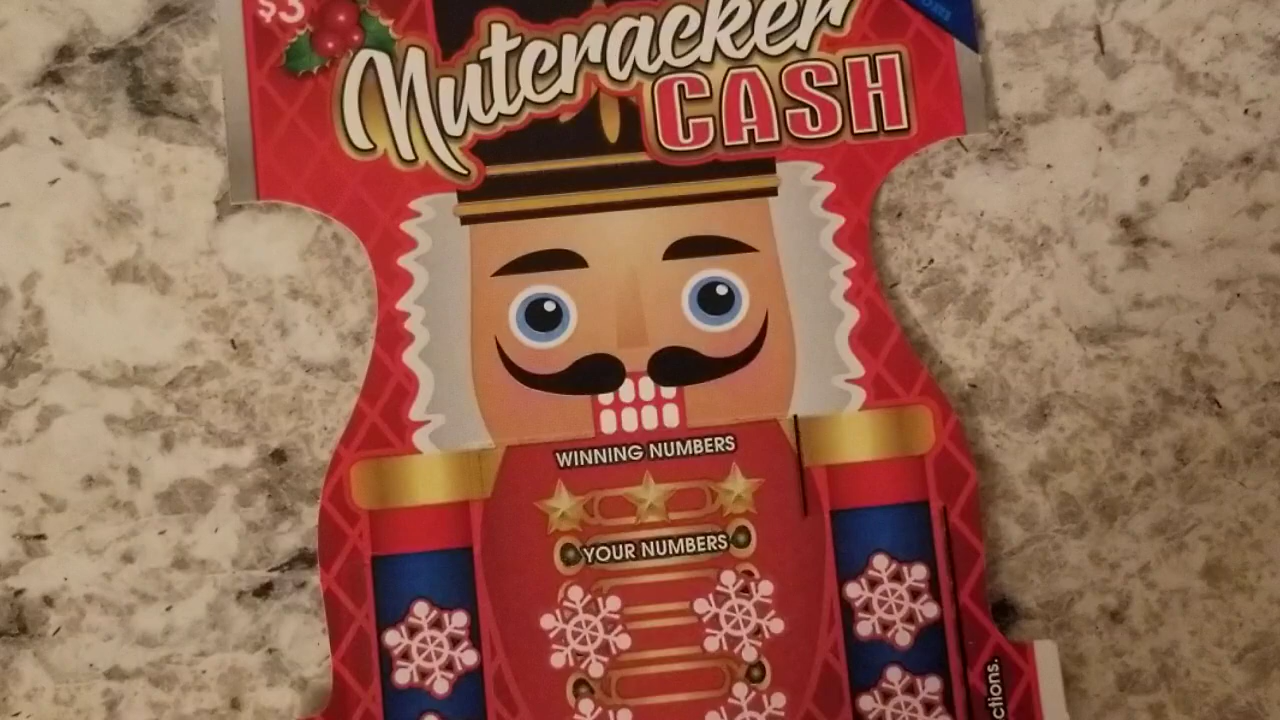 $3
Nutcracker
CASH
WINNING NUMBERS
YOUR NUMBERS
ctions.